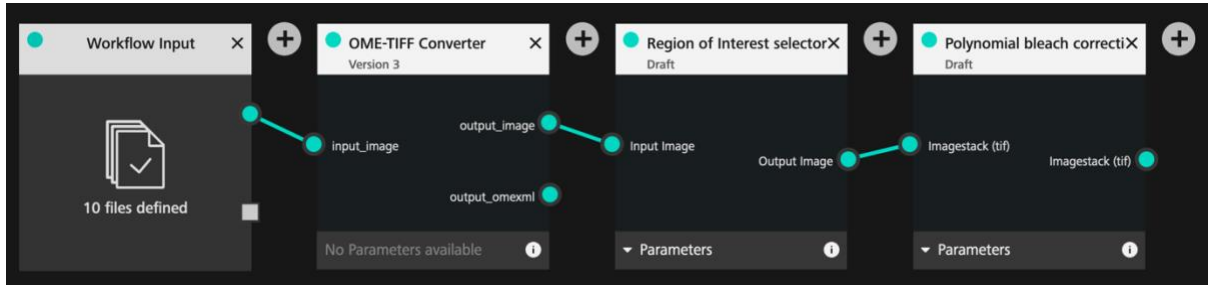 Workflow Input
10 files defined
OME-TIFF Converter
Version 3
output_image
input_image
output_omexml
No Parameters available
Region of Interest selector
Draft
Input Image
Output Image
Parameters
Polynomial bleach correcti
Draft
Imagestack (tif)
Imagestack (tif)
Parameters